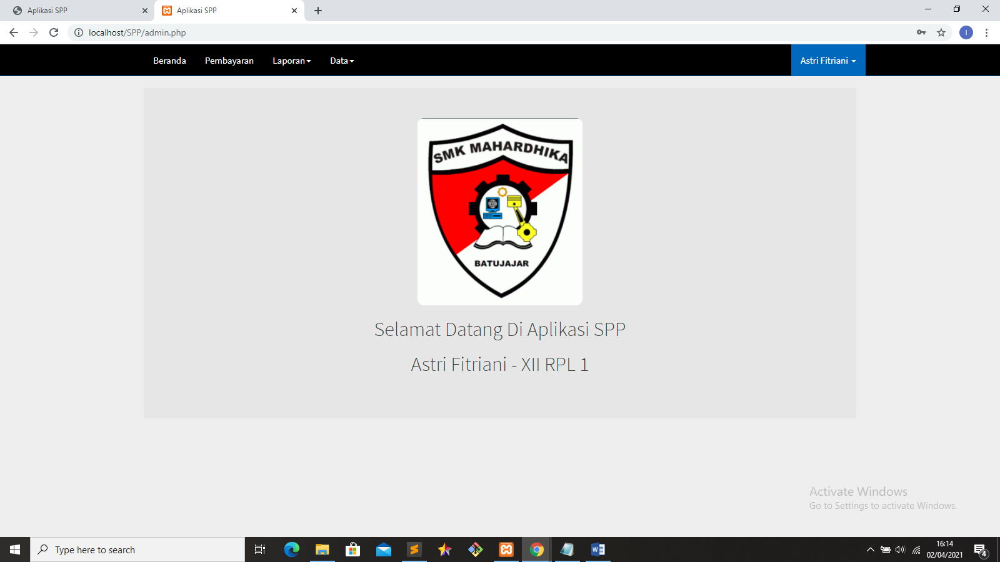 Aplikasi SPP
Aplikasi SPP
localhost/SPP/admin.php
I
Beranda
Pembayaran
Laporan
Data
Astri Fitriani
SMK MAHARDHIKA
BATUJAJAR
Selamat Datang Di Aplikasi SPP
Astri Fitriani - XII RPL 1
Activate Windows
Go to Settings to activate Windows.
Type here to search
16:14
02/04/2021
4